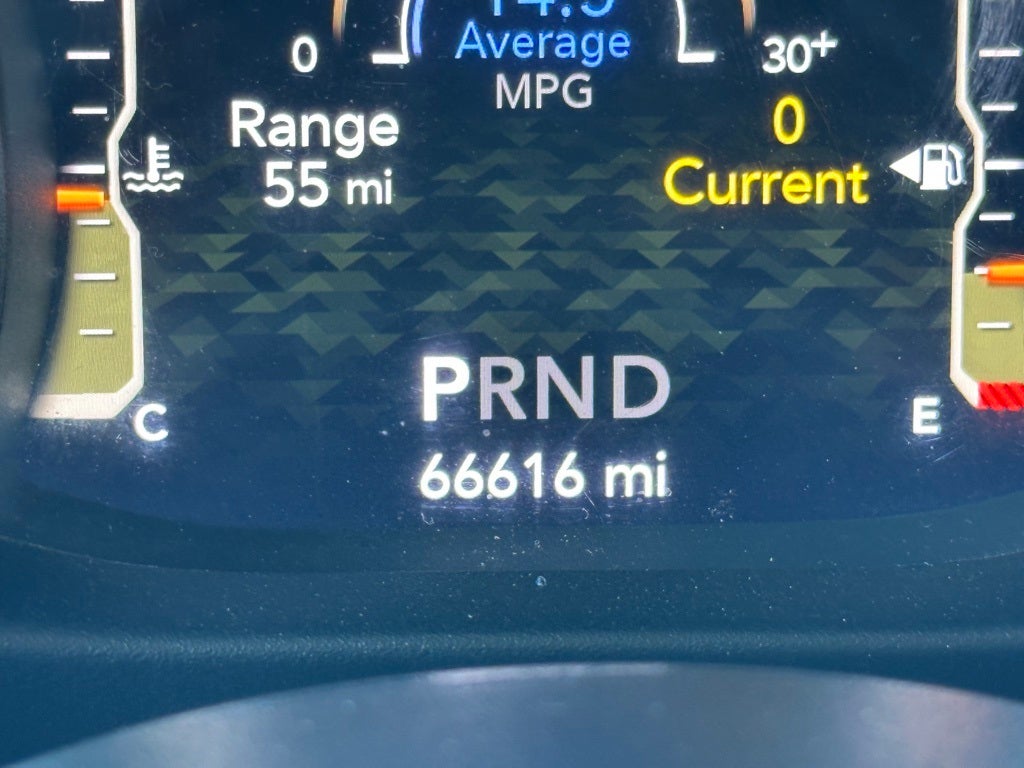 Average
MPG
0
30+
Range
55 mi
0
Current
PRND
66616 mi
C
E